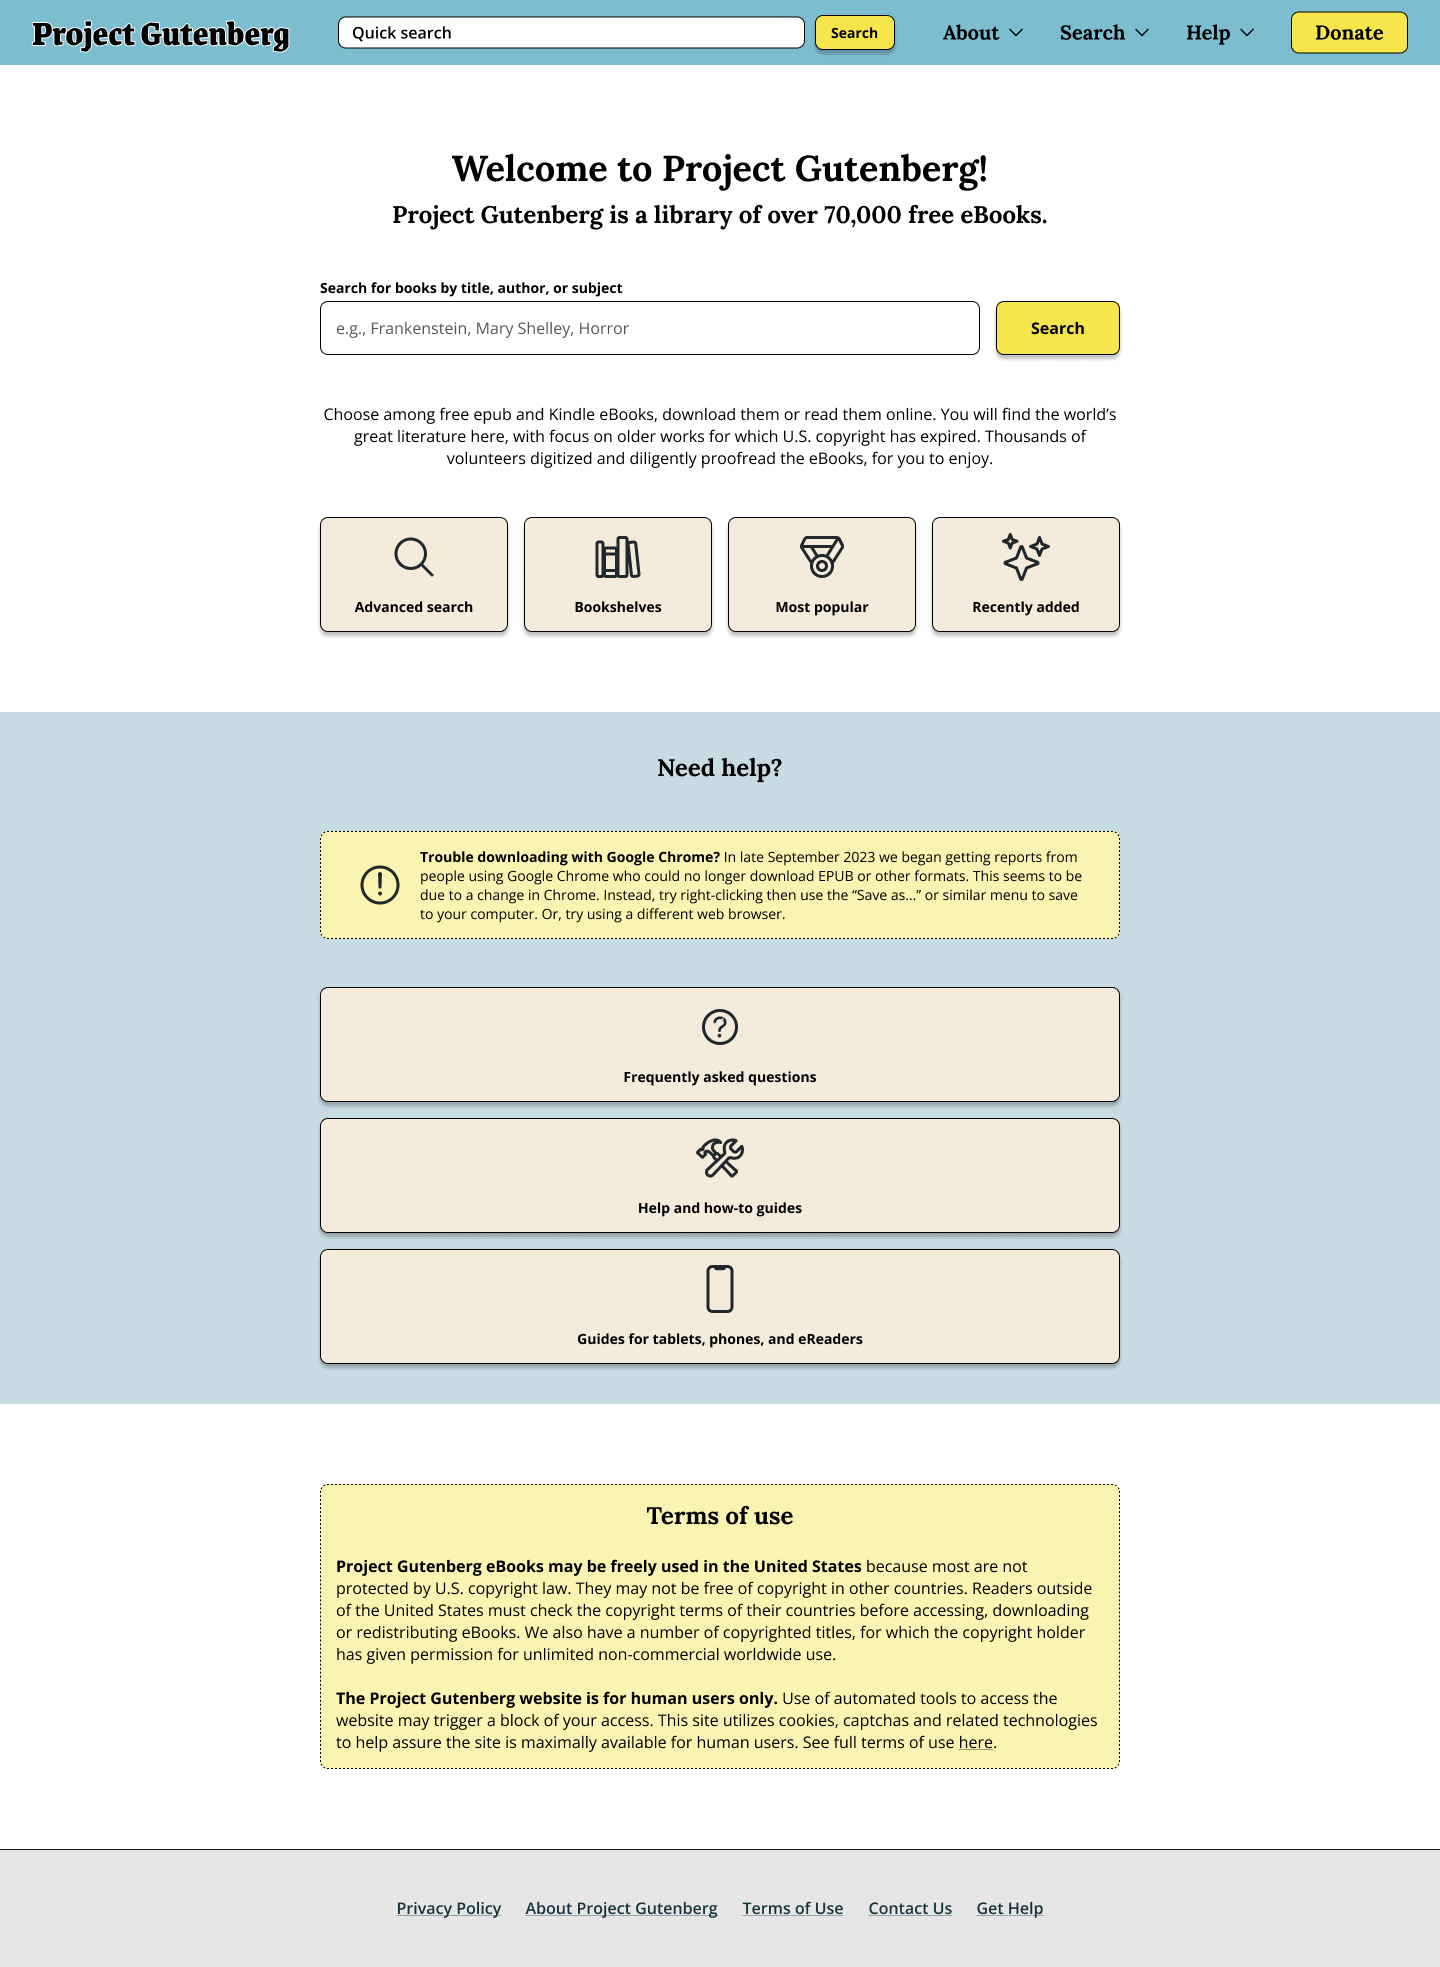 Project Gutenberg
Quick search
Search
About
Search
Help
Donate
Welcome to Project Gutenberg!
Project Gutenberg is a library of over 70,000 free eBooks.
Search for books by title, author, or subject
e.g., Frankenstein, Mary Shelley, Horror
Search
Choose among free epub and Kindle eBooks, download them or read them online. You will find the world’s
great literature here, with focus on older works for which U.S. copyright has expired. Thousands of
volunteers digitized and diligently proofread the eBooks, for you to enjoy.
Advanced search
Bookshelves
Most popular
Recently added
Need help?
Trouble downloading with Google Chrome? In late September 2023 we began getting reports from
people using Google Chrome who could no longer download EPUB or other formats. This seems to be
due to a change in Chrome. Instead, try right-clicking then use the “Save as...” or similar menu to save
to your computer. Or, try using a different web browser.
Frequently asked questions
Help and how-to guides
Guides for tablets, phones, and eReaders
Terms of use
Project Gutenberg eBooks may be freely used in the United States because most are not
protected by U.S. copyright law. They may not be free of copyright in other countries. Readers outside
of the United States must check the copyright terms of their countries before accessing, downloading
or redistributing eBooks. We also have a number of copyrighted titles, for which the copyright holder
has given permission for unlimited non-commercial worldwide use.
The Project Gutenberg website is for human users only. Use of automated tools to access the
website may trigger a block of your access. This site utilizes cookies, captchas and related technologies
to help assure the site is maximally available for human users. See full terms of use here.
Privacy Policy
About Project Gutenberg
Terms of Use
Contact Us
Get Help